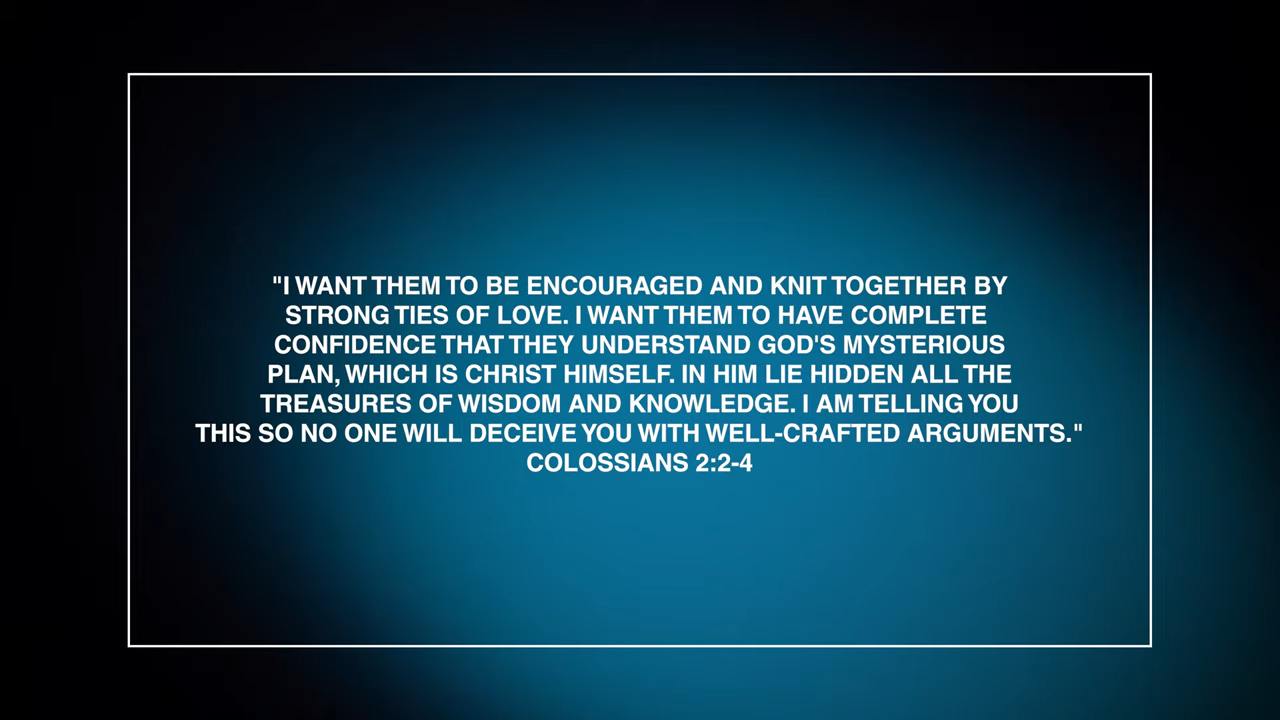 "I WANT THEM TO BE ENCOURAGED AND KNIT TOGETHER BY
STRONG TIES OF LOVE. I WANT THEM TO HAVE COMPLETE
CONFIDENCE THAT THEY UNDERSTAND GOD'S MYSTERIOUS
PLAN, WHICH IS CHRIST HIMSELF. IN HIM LIE HIDDEN ALL THE
TREASURES OF WISDOM AND KNOWLEDGE. I AM TELLING YOU
THIS SO NO ONE WILL DECEIVE YOU WITH WELL-CRAFTED ARGUMENTS."
COLOSSIANS 2:2-4